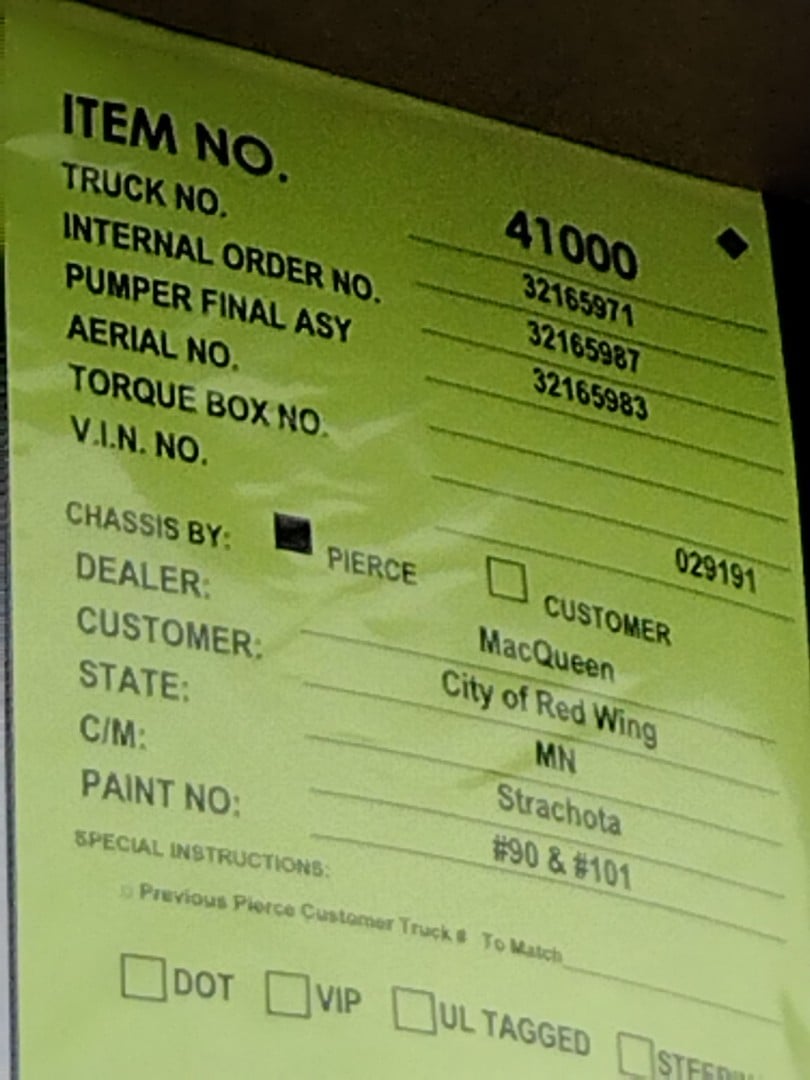 ITEM NO. 41000
TRUCK NO. 32165971
INTERNAL ORDER NO. 32165987
PUMPER FINAL ASY 32165983
AERIAL NO.
TORQUE BOX NO.
V.I.N. NO. 029191
CHASSIS BY: PIERCE CUSTOMER
DEALER: MacQueen
CUSTOMER: City of Red Wing
STATE: MN
C/M: Strachota
PAINT NO: #90 & #101
SPECIAL INSTRUCTIONS:
Previous Pierce Customer Truck # To Match
DOT VIP UL TAGGED